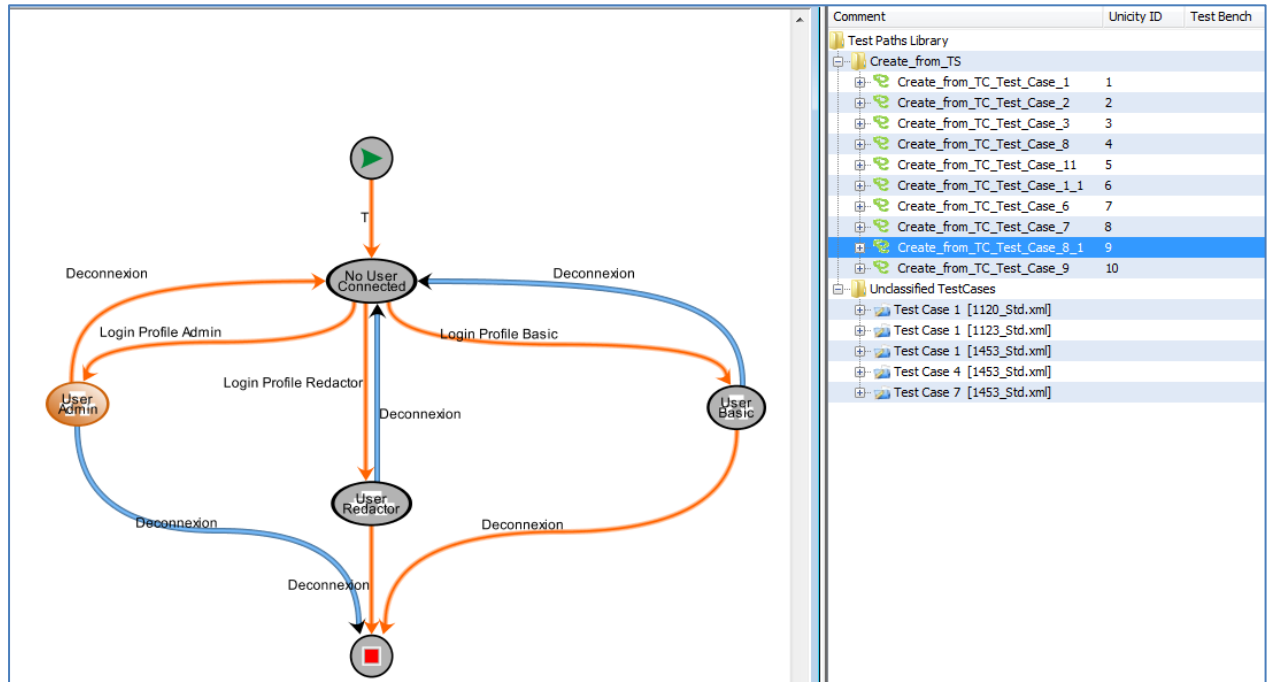 T
No User
Connected
Deconnexion
Deconnexion
Login Profile Admin
Login Profile Basic
Login Profile Redactor
User
Admin
User
Basic
Deconnexion
User
Redactor
Deconnexion
Deconnexion
Deconnexion
Comment Unicity ID Test Bench
Test Paths Library
Create_from_TS
Create_from_TC_Test_Case_1 1
Create_from_TC_Test_Case_2 2
Create_from_TC_Test_Case_3 3
Create_from_TC_Test_Case_8 4
Create_from_TC_Test_Case_11 5
Create_from_TC_Test_Case_1_1 6
Create_from_TC_Test_Case_6 7
Create_from_TC_Test_Case_7 8
Create_from_TC_Test_Case_8_1 9
Create_from_TC_Test_Case_9 10
Unclassified TestCases
Test Case 1 [1120_Std.xml]
Test Case 1 [1123_Std.xml]
Test Case 1 [1453_Std.xml]
Test Case 4 [1453_Std.xml]
Test Case 7 [1453_Std.xml]